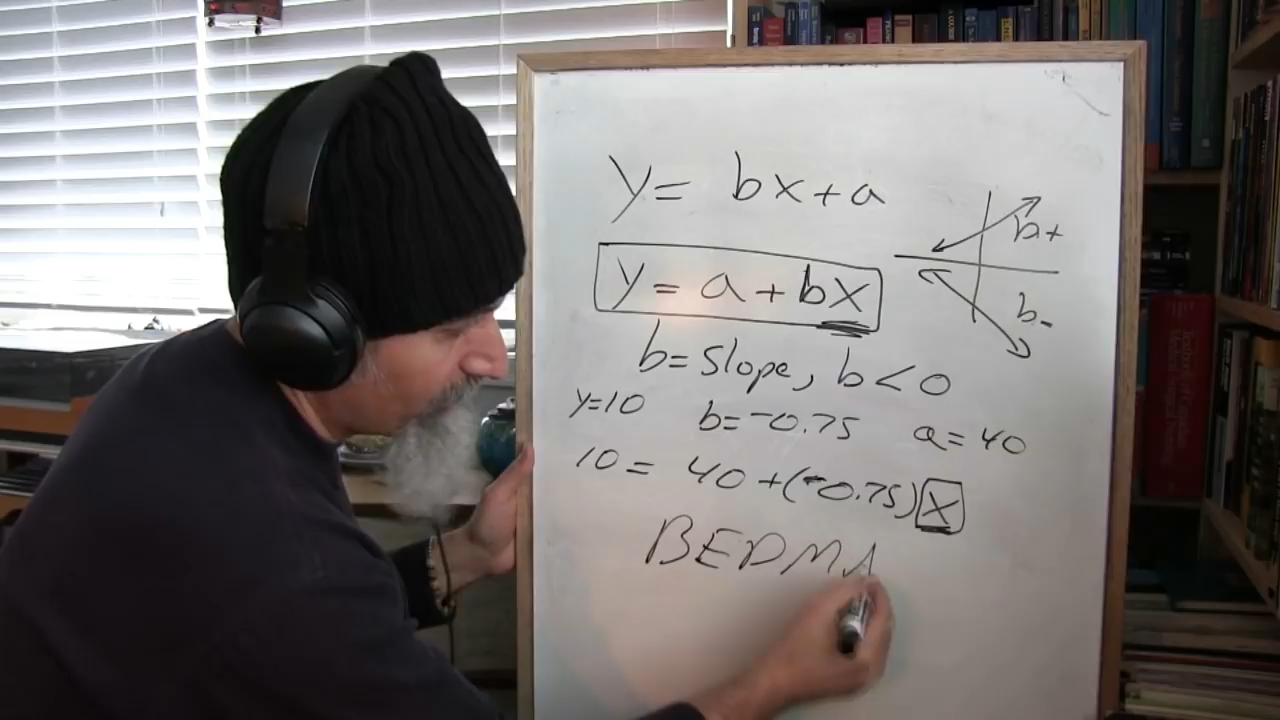 y = bx + a
b+
y = a + bx
b-
b = slope, b < 0
y=10 b=-0.75 a=40
10 = 40 + (-0.75)x
BEDMA